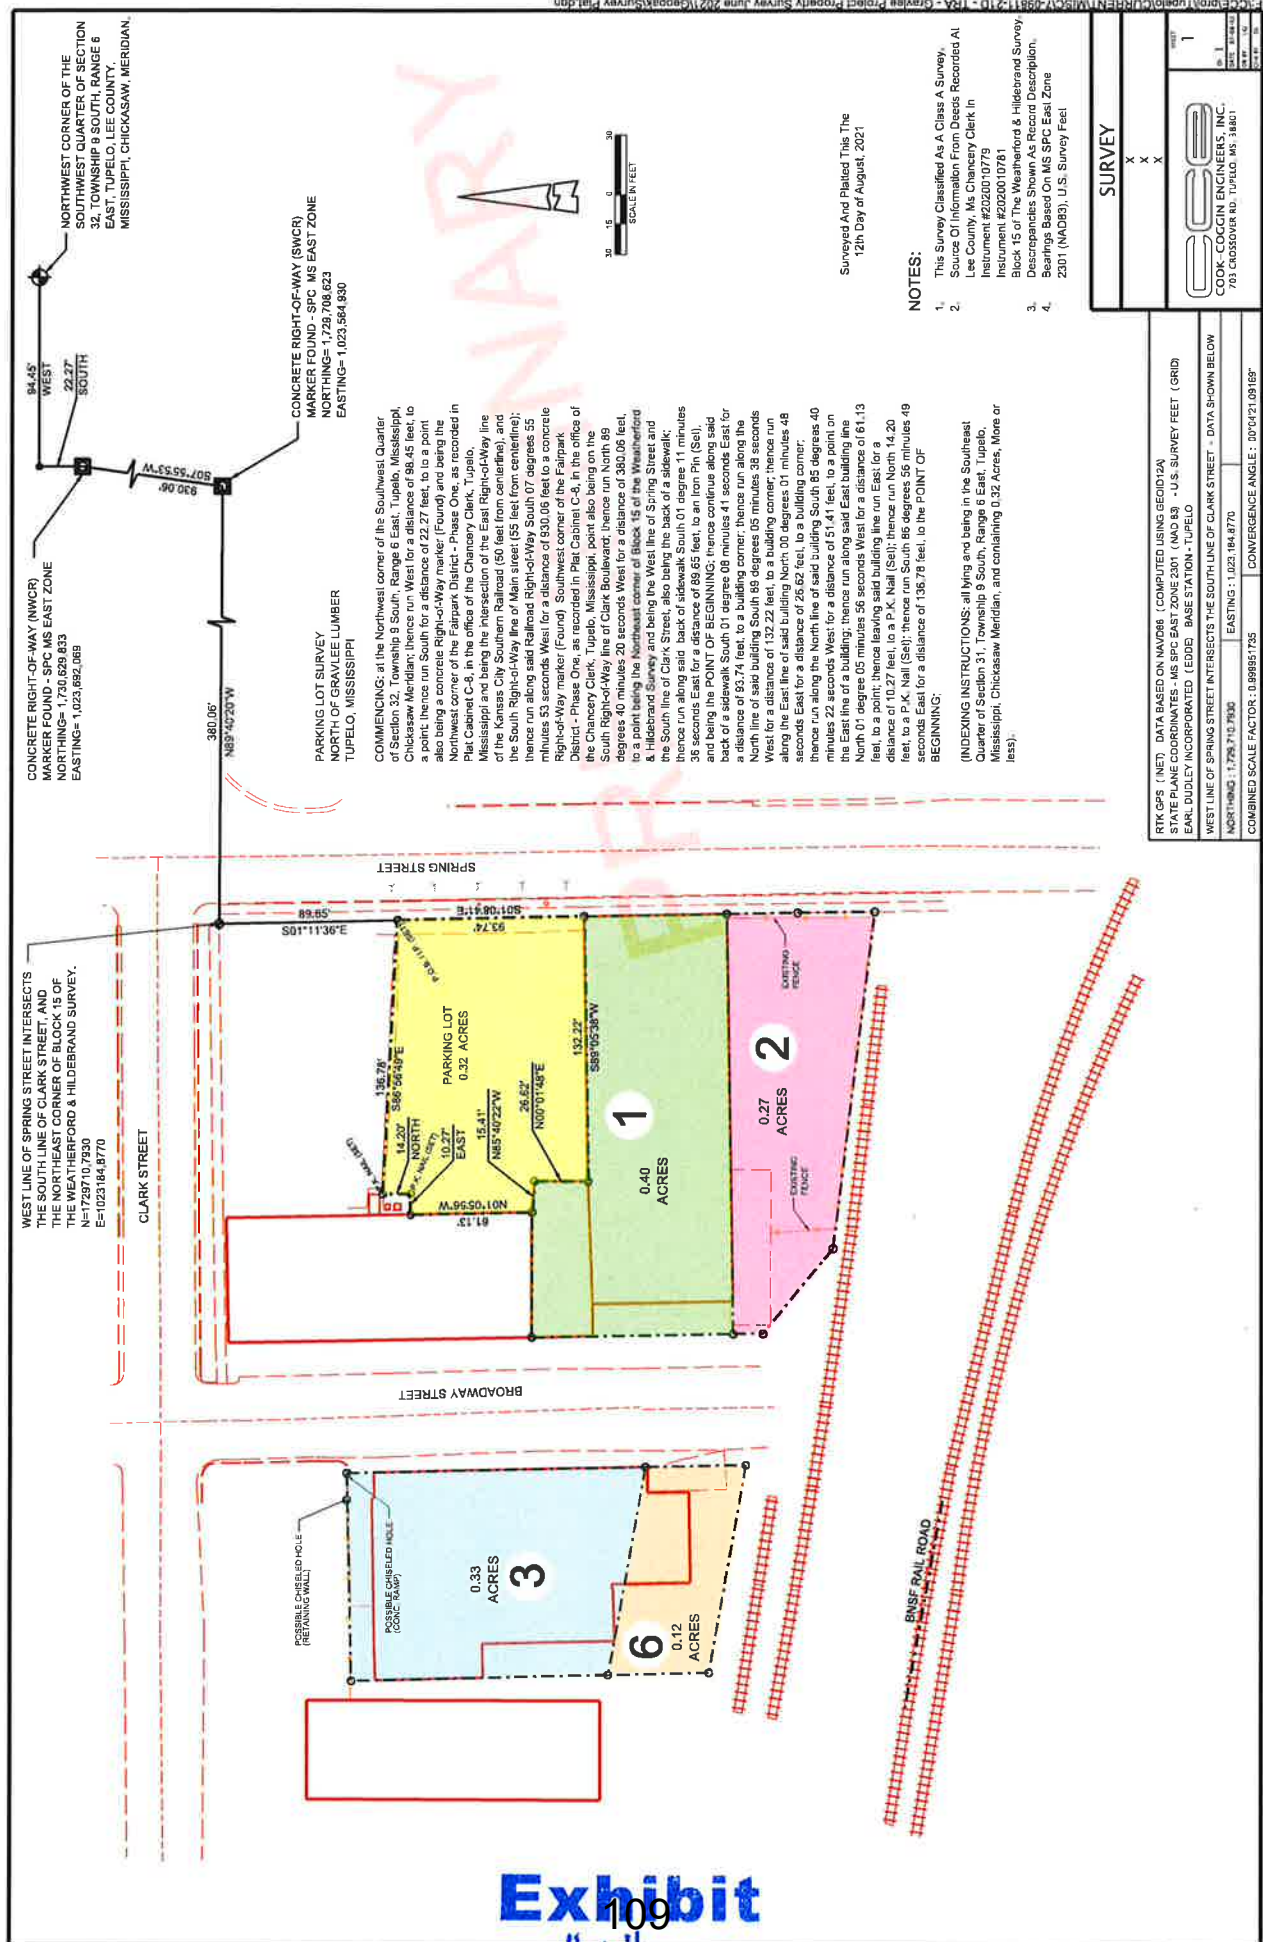 WEST LINE OF SPRING STREET INTERSECTS
THE SOUTH LINE OF CLARK STREET, AND
THE NORTHEAST CORNER OF BLOCK 15 OF
THE WEATHERFORD & HILDEBRAND SURVEY.
N=1729710.7930
E=1023184.8770
CONCRETE RIGHT-OF-WAY (NWCR)
MARKER FOUND - SPC MS EAST ZONE
NORTHING= 1,730,629.833
EASTING= 1,023,692.069
94.45'
WEST
22.27'
SOUTH
NORTHWEST CORNER OF THE
SOUTHWEST QUARTER OF SECTION
32, TOWNSHIP 9 SOUTH, RANGE 6
EAST, TUPELO, LEE COUNTY,
MISSISSIPPI, CHICKASAW, MERIDIAN.
930.06'
S07°55'53"W
CONCRETE RIGHT-OF-WAY (SWCR)
MARKER FOUND - SPC MS EAST ZONE
NORTHING= 1,729,708.623
EASTING= 1,023,564.930
380.06'
N89°40'20"W
CLARK STREET
SPRING STREET
BROADWAY STREET
89.65'
S01°11'36"E
93.74'
S01°08'41"E
136.78'
S86°56'49"E
P.K. NAIL (SET)
14.20'
NORTH
P.K. NAIL (SET)
10.27'
EAST
15.41'
N85°40'22"W
26.62'
N00°01'48"E
61.13'
N01°05'56"W
132.22'
S89°05'38"W
PARKING LOT
0.32 ACRES
1
0.40
ACRES
2
0.27
ACRES
EXISTING
FENCE
EXISTING
FENCE
POSSIBLE CHISELED HOLE
(RETAINING WALL)
POSSIBLE CHISELED HOLE
(CONC. RAMP)
0.33
ACRES
3
6
0.12
ACRES
BNSF RAIL ROAD
PARKING LOT SURVEY
NORTH OF GRAVLEE LUMBER
TUPELO, MISSISSIPPI
COMMENCING; at the Northwest corner of the Southwest Quarter
of Section 32, Township 9 South, Range 6 East, Tupelo, Mississippi,
Chickasaw Meridian; thence run West for a distance of 98.45 feet, to
a point; thence run South for a distance of 22.27 feet, to to a point
also being a concrete Right-of-Way marker (Found) and being the
Northwest corner of the Fairpark District - Phase One, as recorded in
Plat Cabinet C-8, in the office of the Chancery Clerk, Tupelo,
Mississippi and being the intersection of the East Right-of-Way line
of the Kansas City Southern Railroad (50 feet from centerline), and
the South Right-of-Way line of Main street (55 feet from centerline);
thence run along said Railroad Right-of-Way South 07 degrees 55
minutes 53 seconds West for a distance of 930.06 feet to a concrete
Right-of-Way marker (Found) Southwest corner of the Fairpark
District - Phase One, as recorded in Plat Cabinet C-8, in the office of
the Chancery Clerk, Tupelo, Mississippi, point also being on the
South Right-of-Way line of Clark Boulevard; thence run North 89
degrees 40 minutes 20 seconds West for a distance of 380.06 feet,
to a point being the Northeast corner of Block 15 of the Weatherford
& Hildebrand Survey and being the West line of Spring Street and
the South line of Clark Street, also being the back of a sidewalk;
thence run along said back of sidewalk South 01 degree 11 minutes
36 seconds East for a distance of 89.65 feet, to an Iron Pin (Set),
and being the POINT OF BEGINNING; thence continue along said
back of a sidewalk South 01 degree 08 minutes 41 seconds East for
a distance of 93.74 feet, to a building corner; thence run along the
North line of said building South 89 degrees 05 minutes 38 seconds
West for a distance of 132.22 feet, to a building corner; thence run
along the East line of said building North 00 degrees 01 minutes 48
seconds East for a distance of 26.62 feet, to a building corner;
thence run along the North line of said building South 85 degrees 40
minutes 22 seconds West for a distance of 51.41 feet, to a point on
the East line of a building; thence run along said East building line
North 01 degree 05 minutes 56 seconds West for a distance of 61.13
feet, to a point; thence leaving said building line run East for a
distance of 10.27 feet, to a P.K. Nail (Set); thence run North 14.20
feet, to a P.K. Nail (Set); thence run South 86 degrees 56 minutes 49
seconds East for a distance of 136.78 feet, to the POINT OF
BEGINNING;
(INDEXING INSTRUCTIONS: all lying and being in the Southeast
Quarter of Section 31, Township 9 South, Range 6 East, Tupelo,
Mississippi, Chickasaw Meridian, and containing 0.32 Acres, More or
less).
30 15 0 30
SCALE IN FEET
Surveyed And Platted This The
12th Day of August, 2021
NOTES:
1. This Survey Classified As A Class A Survey.
2. Source Of Information From Deeds Recorded At
Lee County, Ms Chancery Clerk In
Instrument #2020010779
Instrument #2020010781
Block 15 of The Weatherford & Hildebrand Survey.
3. Descrepancies Shown As Record Description.
4. Bearings Based On MS SPC East Zone
2301 (NAD83), U.S. Survey Feet
RTK GPS (INET) DATA BASED ON NAVD88 (COMPUTED USING GEOID12A)
STATE PLANE COORDINATES - MS SPC EAST ZONE 2301 (NAD 83) - U.S. SURVEY FEET (GRID)
EARL DUDLEY INCORPORATED (EDDE) BASE STATION - TUPELO
WEST LINE OF SPRING STREET INTERSECTS THE SOUTH LINE OF CLARK STREET - DATA SHOWN BELOW
NORTHING : 1,729,710.7930
EASTING : 1,023,184.8770
COMBINED SCALE FACTOR : 0.999951735
CONVERGENCE ANGLE : 00°04'21.09169"
SURVEY
X
X
X
COOK-COGGIN ENGINEERS, INC.
703 CROSSOVER RD. TUPELO, MS. 38801
SHEET
1
1
Exhibit
109